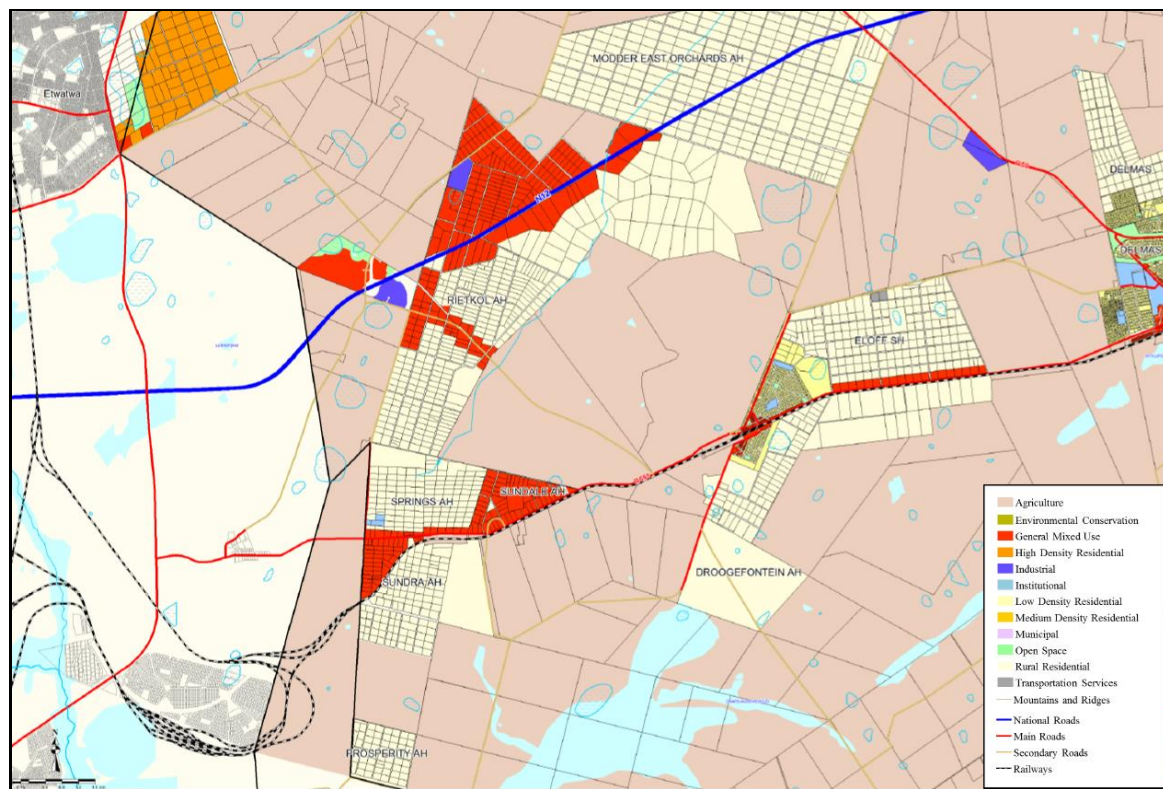 Etwatwa
MODDER EAST ORCHARDS AH
DELMAS
N12
DELMAS
RIETKOL AH
ELOFF SH
SPRINGS AH
SUNDALE AH
SUNDRA AH
DROOGEFONTEIN AH
PROSPERITY AH
Agriculture
Environmental Conservation
General Mixed Use
High Density Residential
Industrial
Institutional
Low Density Residential
Medium Density Residential
Municipal
Open Space
Rural Residential
Transportation Services
Mountains and Ridges
National Roads
Main Roads
Secondary Roads
Railways